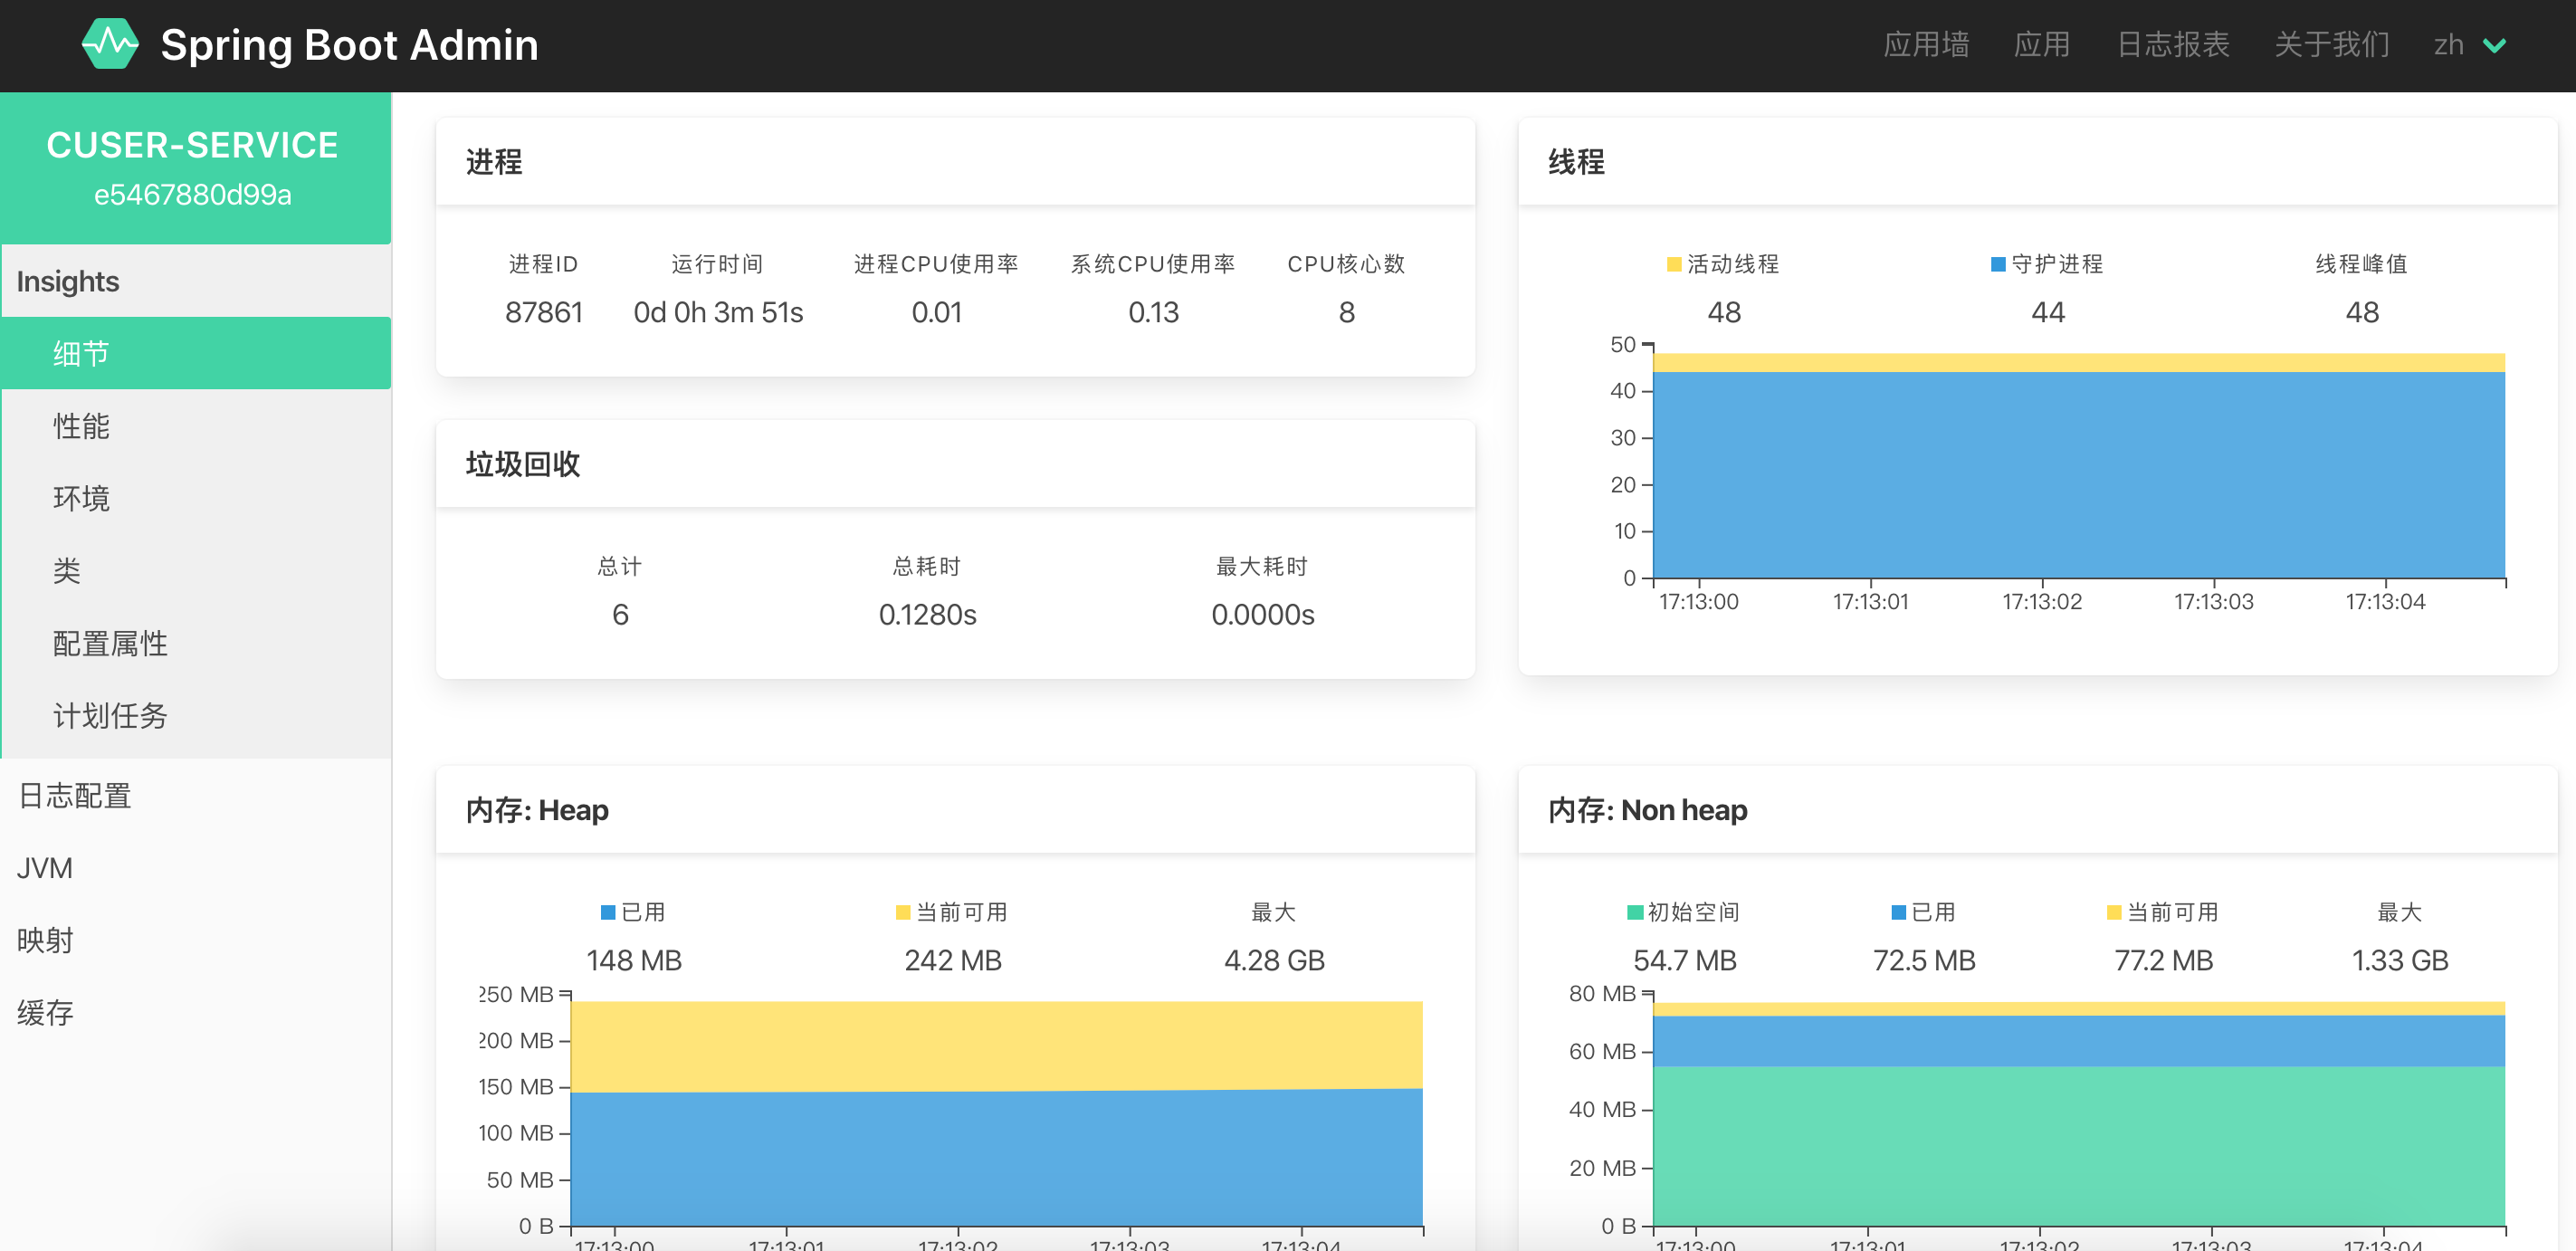 Spring Boot Admin
应用墙 应用 日志报表 关于我们 zh
CUSER-SERVICE
e5467880d99a
Insights
细节
性能
环境
类
配置属性
计划任务
日志配置
JVM
映射
缓存
进程
进程ID 运行时间 进程CPU使用率 系统CPU使用率 CPU核心数
87861 0d 0h 3m 51s 0.01 0.13 8
垃圾回收
总计 总耗时 最大耗时
6 0.1280s 0.0000s
线程
活动线程 守护进程 线程峰值
48 44 48
50
40
30
20
10
0
17:13:00 17:13:01 17:13:02 17:13:03 17:13:04
内存: Heap
已用 当前可用 最大
148 MB 242 MB 4.28 GB
250 MB
200 MB
150 MB
100 MB
50 MB
0 B
17:13:00 17:13:01 17:13:02 17:13:03 17:13:04
内存: Non heap
初始空间 已用 当前可用 最大
54.7 MB 72.5 MB 77.2 MB 1.33 GB
80 MB
60 MB
40 MB
20 MB
0 B
17:13:00 17:13:01 17:13:02 17:13:03 17:13:04